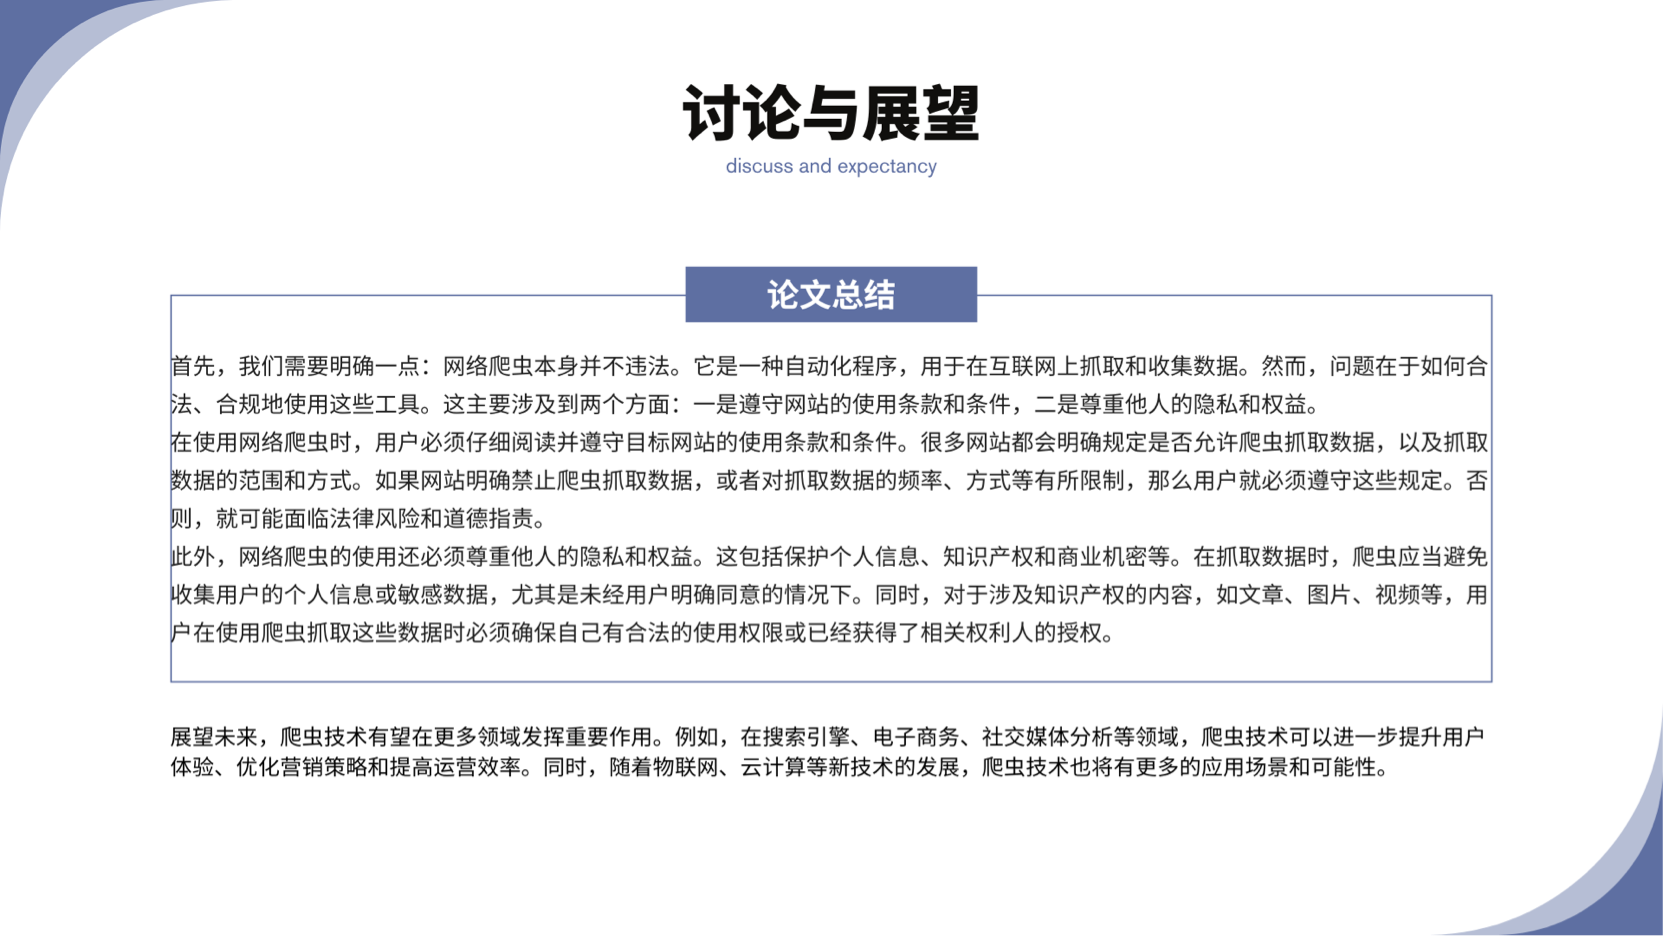 讨论与展望
discuss and expectancy
论文总结
首先，我们需要明确一点：网络爬虫本身并不违法。它是一种自动化程序，用于在互联网上抓取和收集数据。然而，问题在于如何合
法、合规地使用这些工具。这主要涉及到两个方面：一是遵守网站的使用条款和条件，二是尊重他人的隐私和权益。
在使用网络爬虫时，用户必须仔细阅读并遵守目标网站的使用条款和条件。很多网站都会明确规定是否允许爬虫抓取数据，以及抓取
数据的范围和方式。如果网站明确禁止爬虫抓取数据，或者对抓取数据的频率、方式等有所限制，那么用户就必须遵守这些规定。否
则，就可能面临法律风险和道德指责。
此外，网络爬虫的使用还必须尊重他人的隐私和权益。这包括保护个人信息、知识产权和商业机密等。在抓取数据时，爬虫应当避免
收集用户的个人信息或敏感数据，尤其是未经用户明确同意的情况下。同时，对于涉及知识产权的内容，如文章、图片、视频等，用
户在使用爬虫抓取这些数据时必须确保自己有合法的使用权限或已经获得了相关权利人的授权。
展望未来，爬虫技术有望在更多领域发挥重要作用。例如，在搜索引擎、电子商务、社交媒体分析等领域，爬虫技术可以进一步提升用户
体验、优化营销策略和提高运营效率。同时，随着物联网、云计算等新技术的发展，爬虫技术也将有更多的应用场景和可能性。